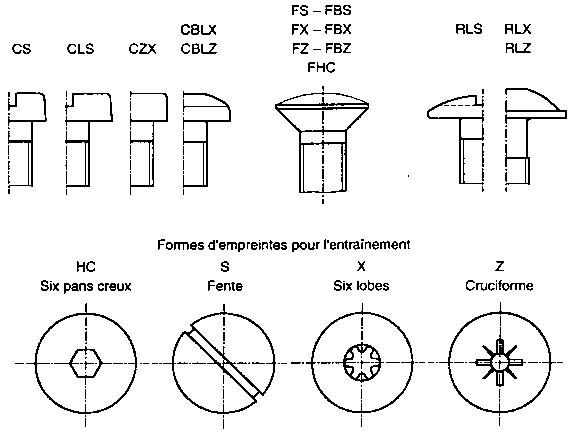 FS – FBS
CBLX FX – FBX RLS RLX
CS CLS CZX CBLZ FZ – FBZ RLZ
FHC
Formes d'empreintes pour l'entraînement
HC S X Z
Six pans creux Fente Six lobes Cruciforme